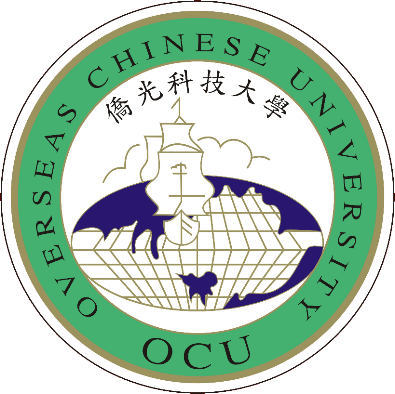 OVERSEAS CHINESE UNIVERSITY
僑光科技大學
OCU